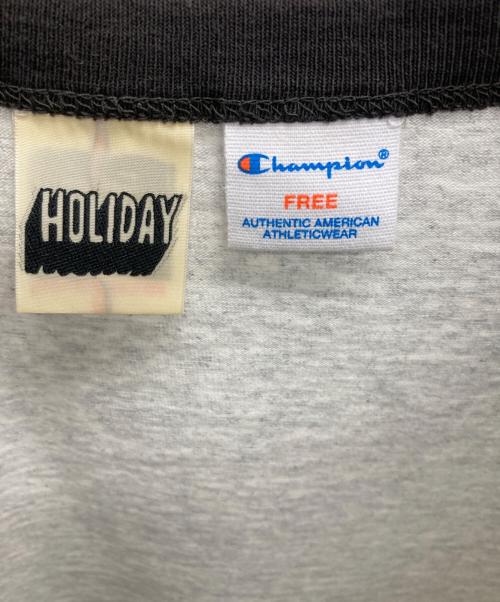 HOLIDAY
Champion®
FREE
AUTHENTIC AMERICAN
ATHLETICWEAR